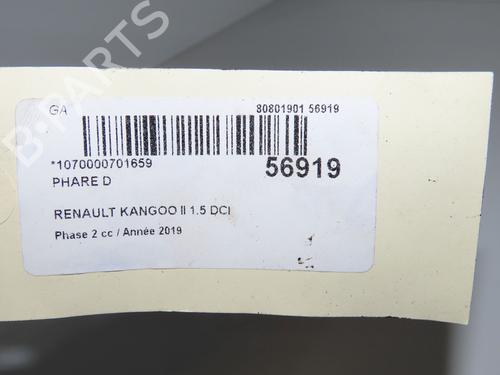 GA 80801901 56919
*1070000701659 56919
PHARE D
RENAULT KANGOO II 1.5 DCI
Phase 2 cc / Année 2019
B-PARTS